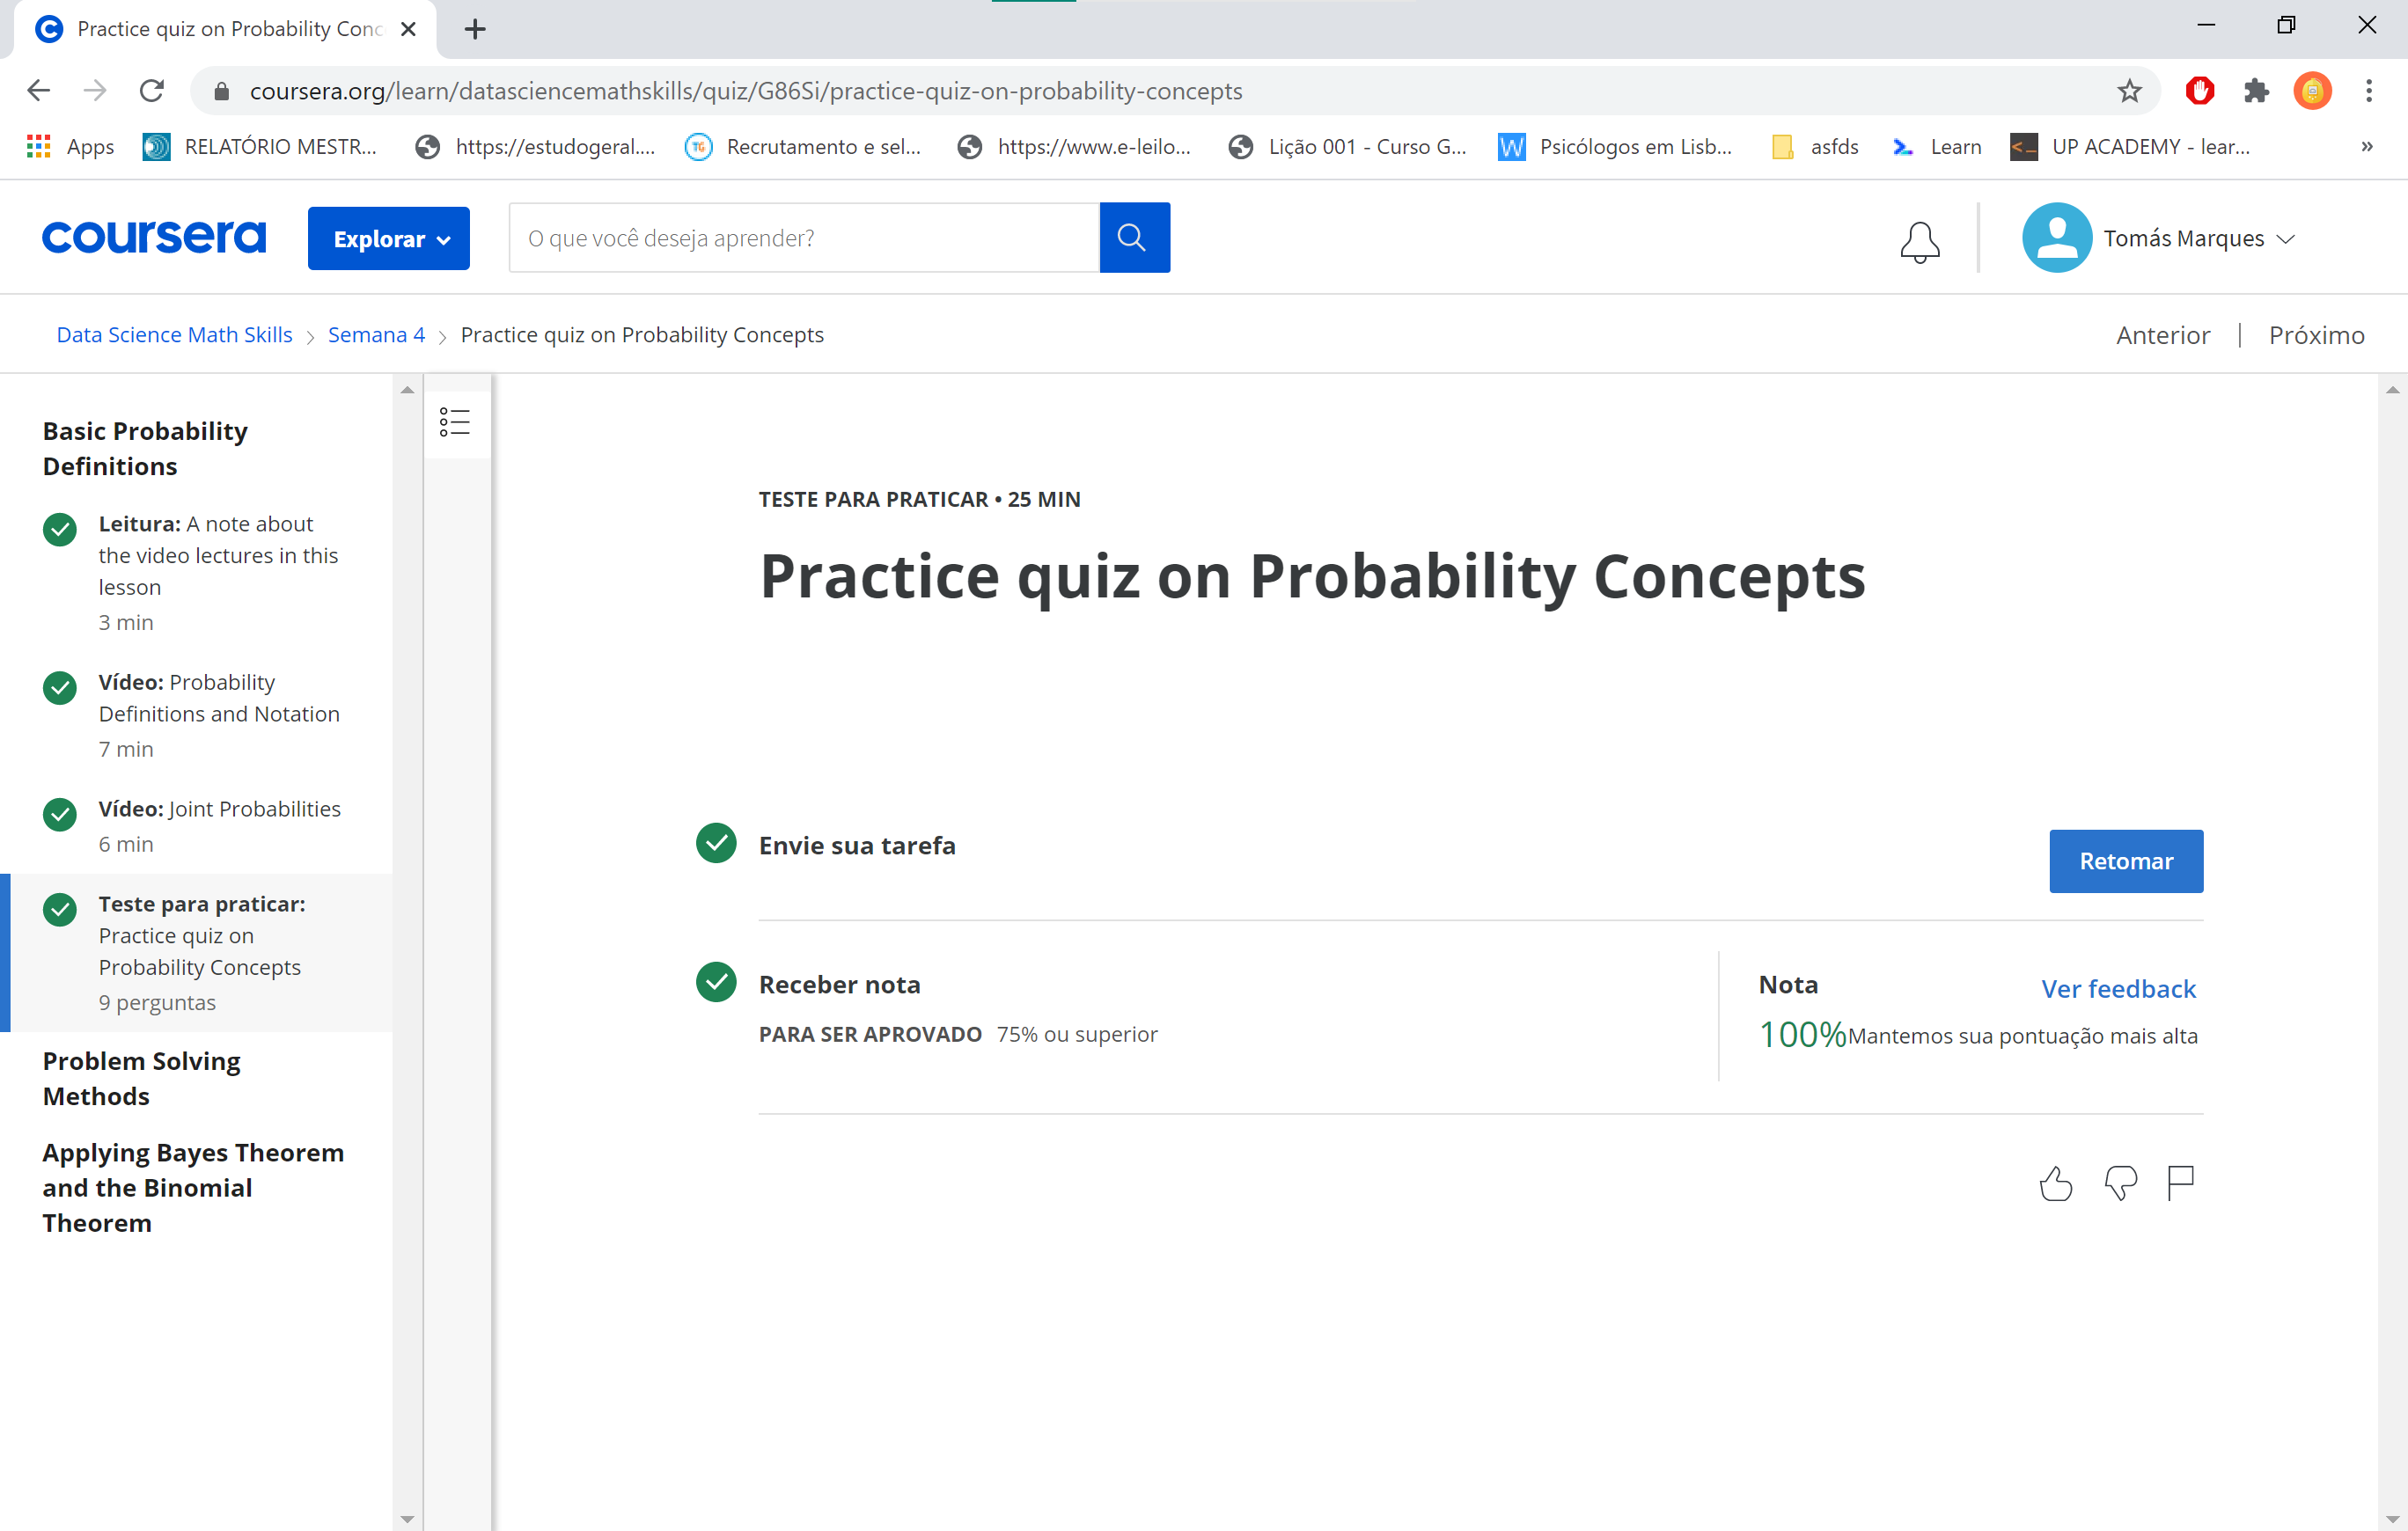 Practice quiz on Probability Conc
coursera.org/learn/datasciencemathskills/quiz/G86Si/practice-quiz-on-probability-concepts
Apps RELATÓRIO MESTR... https://estudogeral.... Recrutamento e sel... https://www.e-leilo... Lição 001 - Curso G... Psicólogos em Lisb... asfds Learn UP ACADEMY - lear... »
coursera Explorar O que você deseja aprender? Tomás Marques
Data Science Math Skills > Semana 4 > Practice quiz on Probability Concepts Anterior | Próximo
Basic Probability
Definitions
Leitura: A note about
the video lectures in this
lesson
3 min
Vídeo: Probability
Definitions and Notation
7 min
Vídeo: Joint Probabilities
6 min
Teste para praticar:
Practice quiz on
Probability Concepts
9 perguntas
Problem Solving
Methods
Applying Bayes Theorem
and the Binomial
Theorem
TESTE PARA PRATICAR • 25 MIN
Practice quiz on Probability Concepts
Envie sua tarefa Retomar
Receber nota
PARA SER APROVADO 75% ou superior
Nota Ver feedback
100% Mantemos sua pontuação mais alta